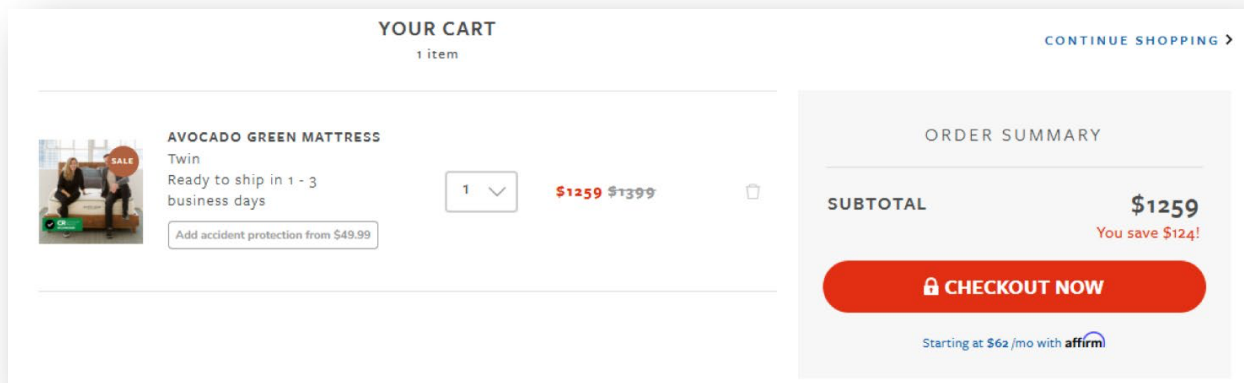 YOUR CART
1 item
CONTINUE SHOPPING >
AVOCADO GREEN MATTRESS
Twin
Ready to ship in 1 - 3
business days
Add accident protection from $49.99
SALE
CR
1
$1259 $1399
ORDER SUMMARY
SUBTOTAL
$1259
You save $124!
CHECKOUT NOW
Starting at $62 /mo with affirm